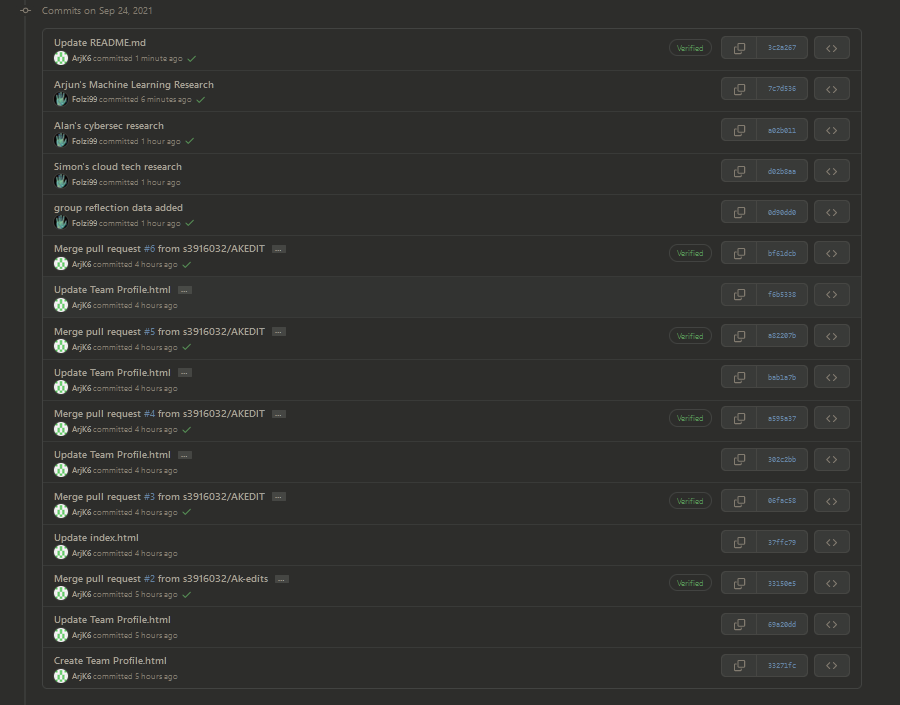 Commits on Sep 24, 2021
Update README.md
Verified
3c2a267
ArjK6 committed 1 minute ago
Arjun's Machine Learning Research
7c7d536
Folzi99 committed 6 minutes ago
Alan's cybersec research
a02b011
Folzi99 committed 1 hour ago
Simon's cloud tech research
d02b8aa
Folzi99 committed 1 hour ago
group reflection data added
0d90dd0
Folzi99 committed 1 hour ago
Merge pull request #6 from s3916032/AKEDIT ...
Verified
bf61dcb
ArjK6 committed 4 hours ago
Update Team Profile.html ...
f6b5338
ArjK6 committed 4 hours ago
Merge pull request #5 from s3916032/AKEDIT ...
Verified
a82207b
ArjK6 committed 4 hours ago
Update Team Profile.html ...
bab1a7b
ArjK6 committed 4 hours ago
Merge pull request #4 from s3916032/AKEDIT ...
Verified
a595a37
ArjK6 committed 4 hours ago
Update Team Profile.html ...
302c2bb
ArjK6 committed 4 hours ago
Merge pull request #3 from s3916032/AKEDIT ...
Verified
06fac58
ArjK6 committed 4 hours ago
Update index.html
37ffc79
ArjK6 committed 4 hours ago
Merge pull request #2 from s3916032/Ak-edits ...
Verified
33150e5
ArjK6 committed 5 hours ago
Update Team Profile.html
69a20dd
ArjK6 committed 5 hours ago
Create Team Profile.html
33271fc
ArjK6 committed 5 hours ago